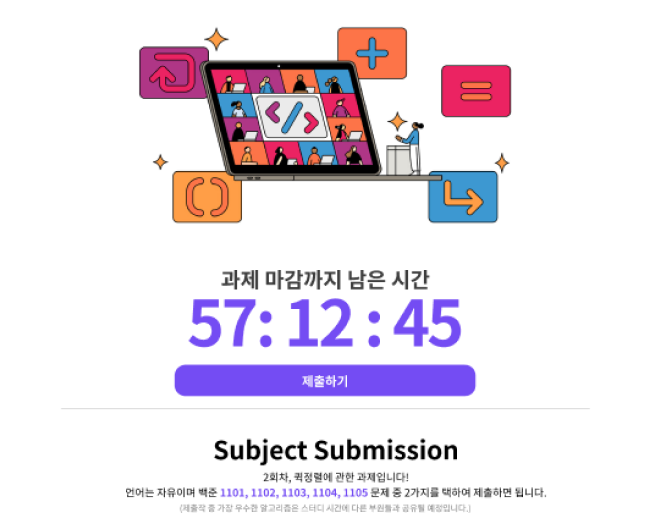 과제 마감까지 남은 시간
57: 12 : 45
제출하기
Subject Submission
2회차, 퀵정렬에 관한 과제입니다!
언어는 자유이며 백준 1101, 1102, 1103, 1104, 1105 문제 중 2가지를 택하여 제출하면 됩니다.
(제출작 중 가장 우수한 알고리즘은 스터디 시간에 다른 부원들과 공유될 예정입니다.)